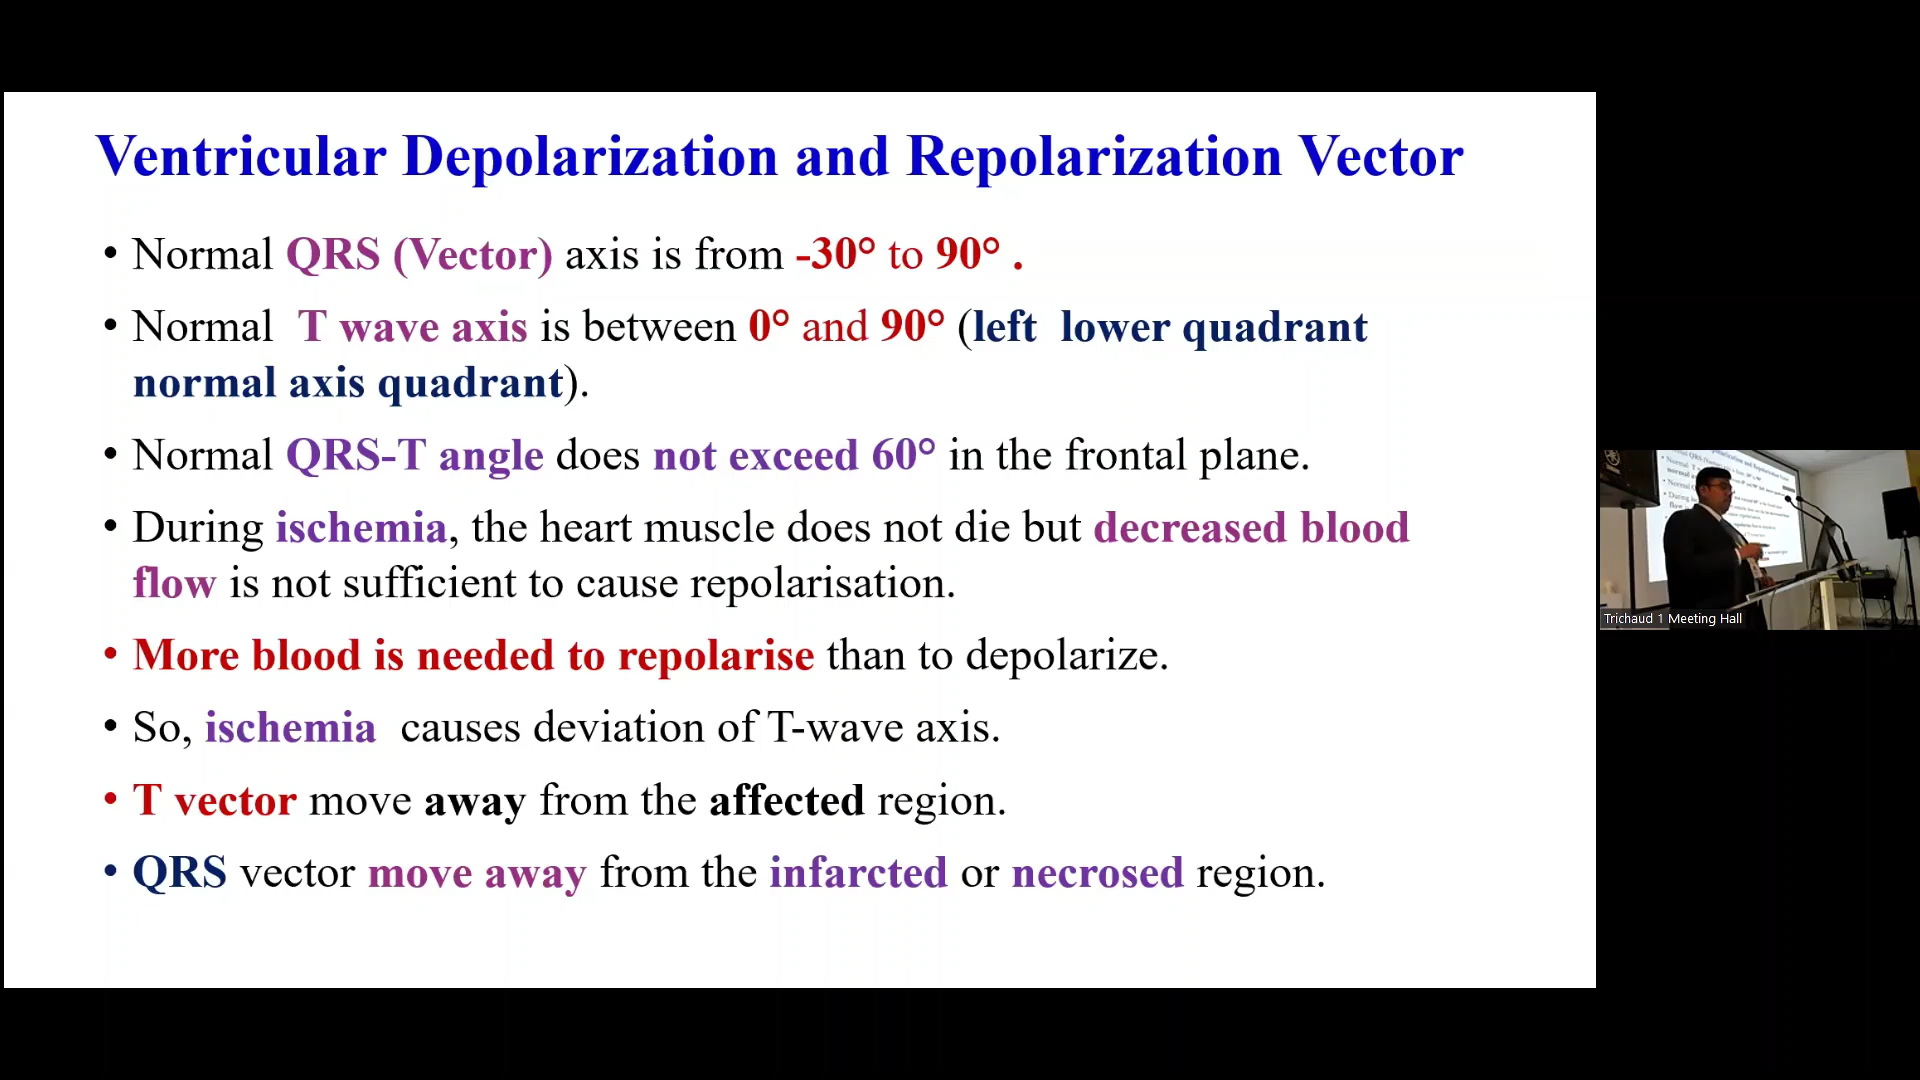 Ventricular Depolarization and Repolarization Vector
• Normal QRS (Vector) axis is from -30° to 90° .
• Normal T wave axis is between 0° and 90° (left lower quadrant
normal axis quadrant).
• Normal QRS-T angle does not exceed 60° in the frontal plane.
• During ischemia, the heart muscle does not die but decreased blood
flow is not sufficient to cause repolarisation.
• More blood is needed to repolarise than to depolarize.
• So, ischemia causes deviation of T-wave axis.
• T vector move away from the affected region.
• QRS vector move away from the infarcted or necrosed region.
Trichaud 1 Meeting Hall